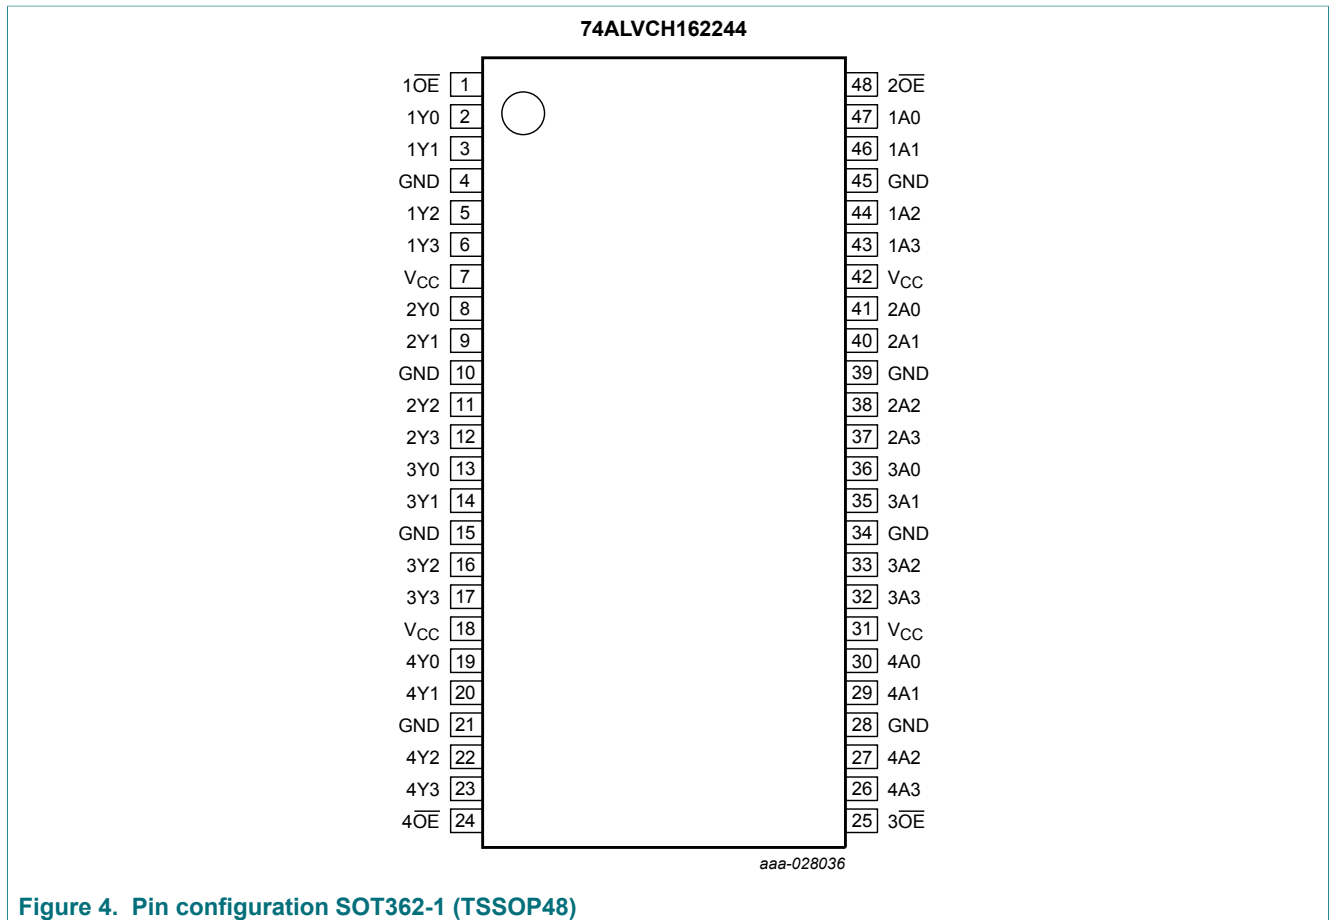 74ALVCH162244
1O̅E̅ 1 48 2O̅E̅
1Y0 2 47 1A0
1Y1 3 46 1A1
GND 4 45 GND
1Y2 5 44 1A2
1Y3 6 43 1A3
VCC 7 42 VCC
2Y0 8 41 2A0
2Y1 9 40 2A1
GND 10 39 GND
2Y2 11 38 2A2
2Y3 12 37 2A3
3Y0 13 36 3A0
3Y1 14 35 3A1
GND 15 34 GND
3Y2 16 33 3A2
3Y3 17 32 3A3
VCC 18 31 VCC
4Y0 19 30 4A0
4Y1 20 29 4A1
GND 21 28 GND
4Y2 22 27 4A2
4Y3 23 26 4A3
4O̅E̅ 24 25 3O̅E̅
aaa-028036
Figure 4. Pin configuration SOT362-1 (TSSOP48)